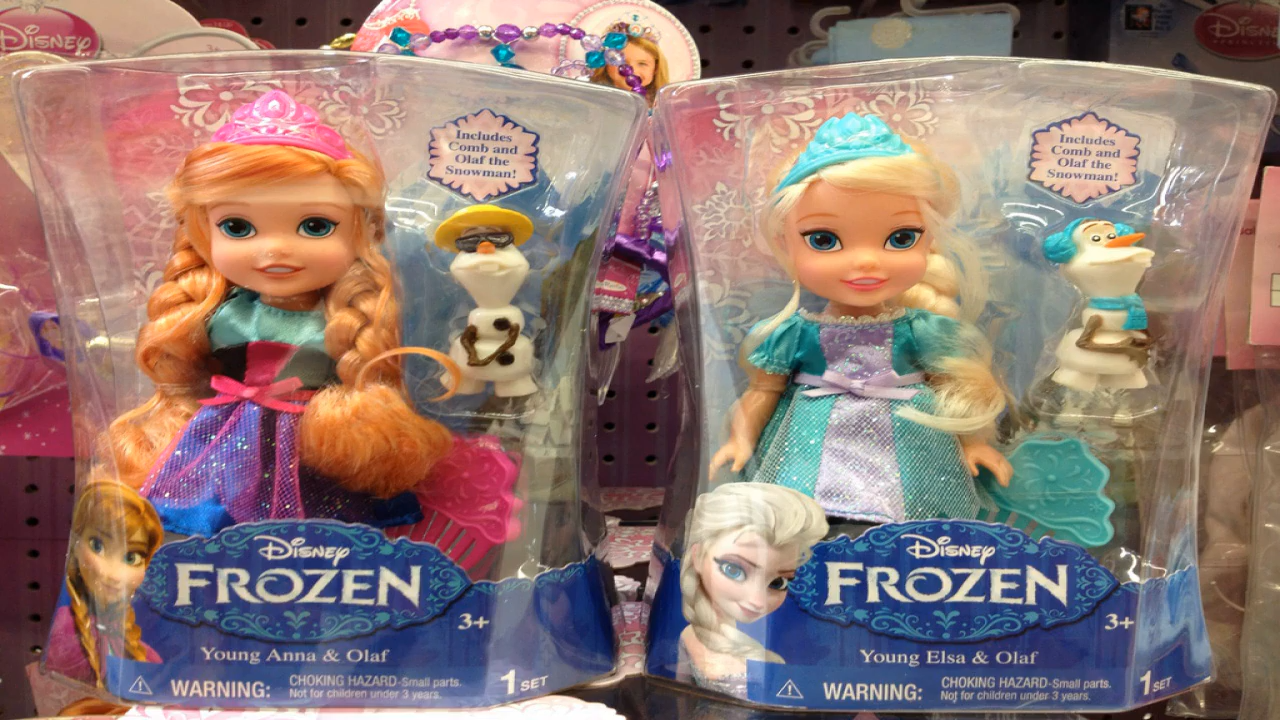 Disney
Disney
Includes
Comb and
Olaf the
Snowman!
Disney
FROZEN
3+
Young Anna & Olaf
WARNING:
CHOKING HAZARD-Small parts.
Not for children under 3 years.
1 SET
Includes
Comb and
Olaf the
Snowman!
Disney
FROZEN
3+
Young Elsa & Olaf
WARNING:
CHOKING HAZARD-Small parts.
Not for children under 3 years.
1 SET